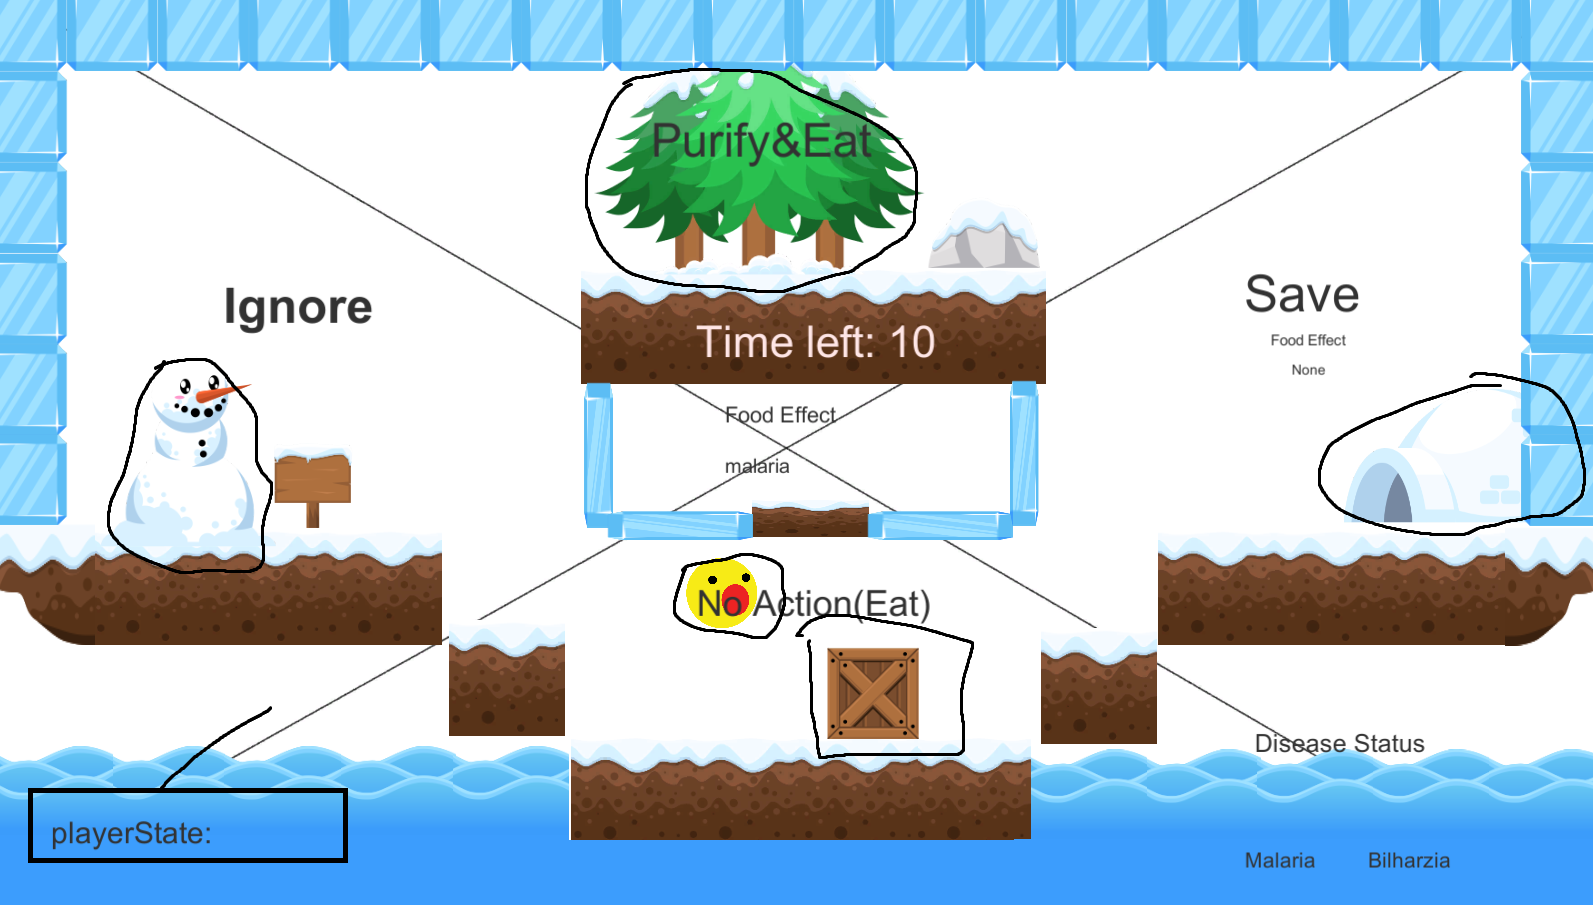 Purify&Eat
Ignore
Save
Time left: 10
Food Effect
None
Food Effect
malaria
No Action(Eat)
Disease Status
playerState:
Malaria Bilharzia